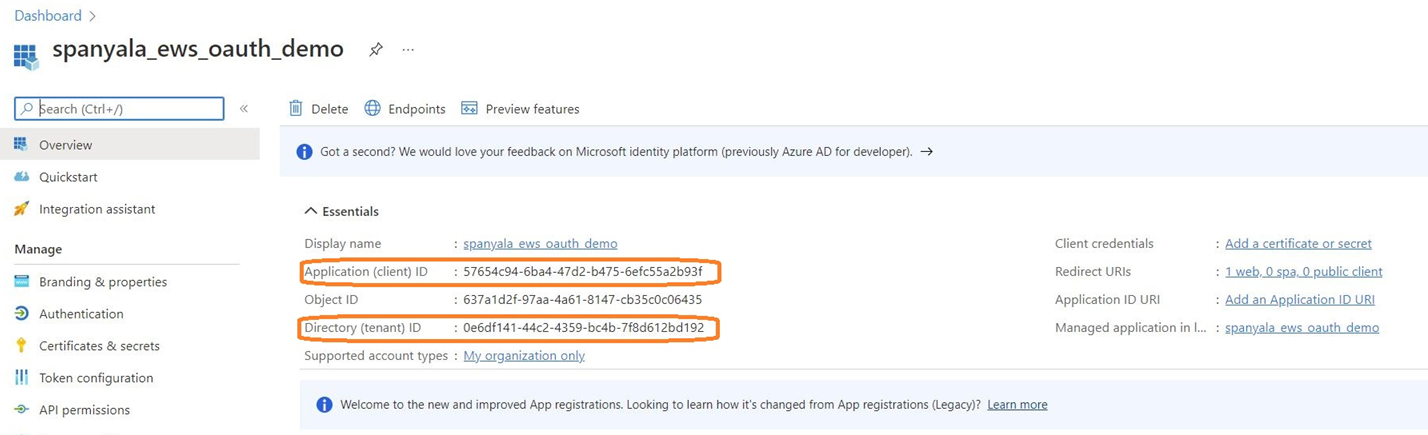 Dashboard >
spanyala_ews_oauth_demo ...
Search (Ctrl+/) «
Delete Endpoints Preview features
Overview
Got a second? We would love your feedback on Microsoft identity platform (previously Azure AD for developer). →
Quickstart
Integration assistant
Essentials
Manage
Display name : spanyala_ews_oauth_demo
Client credentials : Add a certificate or secret
Application (client) ID : 57654c94-6ba4-47d2-b475-6efc55a2b93f
Redirect URIs : 1 web, 0 spa, 0 public client
Branding & properties
Object ID : 637a1d2f-97aa-4a61-8147-cb35c0c06435
Application ID URI : Add an Application ID URI
Authentication
Directory (tenant) ID : 0e6df141-44c2-4359-bc4b-7f8d612bd192
Managed application in l... : spanyala_ews_oauth_demo
Certificates & secrets
Supported account types : My organization only
Token configuration
API permissions
Welcome to the new and improved App registrations. Looking to learn how it's changed from App registrations (Legacy)? Learn more